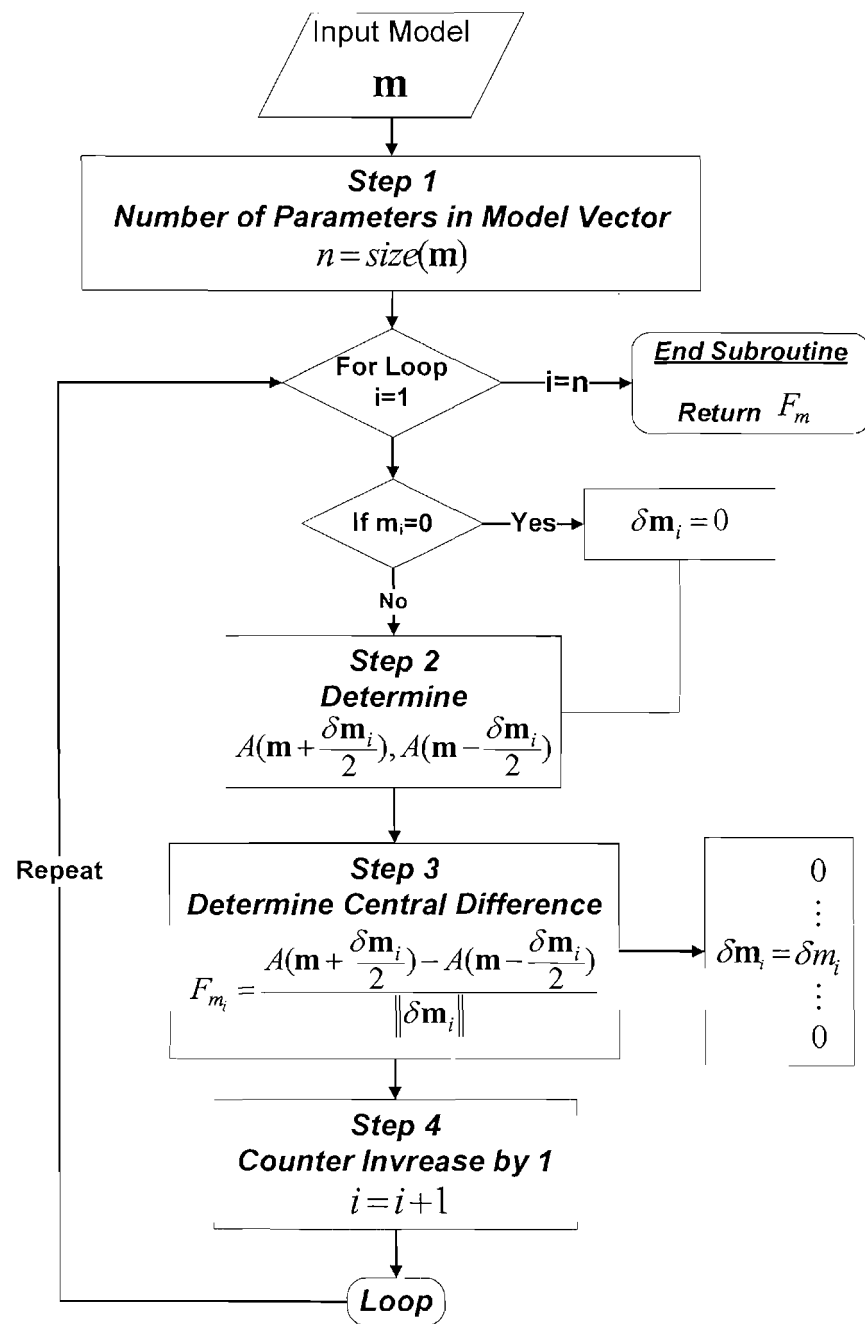 Input Model
m
Step 1
Number of Parameters in Model Vector
n = size(m)
For Loop
i=1
i=n
End Subroutine
Return F_m
If m_i=0
Yes
δm_i = 0
No
Step 2
Determine
A(m + δm_i/2), A(m − δm_i/2)
Repeat
Step 3
Determine Central Difference
F_{m_i} = (A(m + δm_i/2) − A(m − δm_i/2)) / ‖δm_i‖
0
⋮
δm_i = δm_i
⋮
0
Step 4
Counter Invrease by 1
i = i+1
Loop